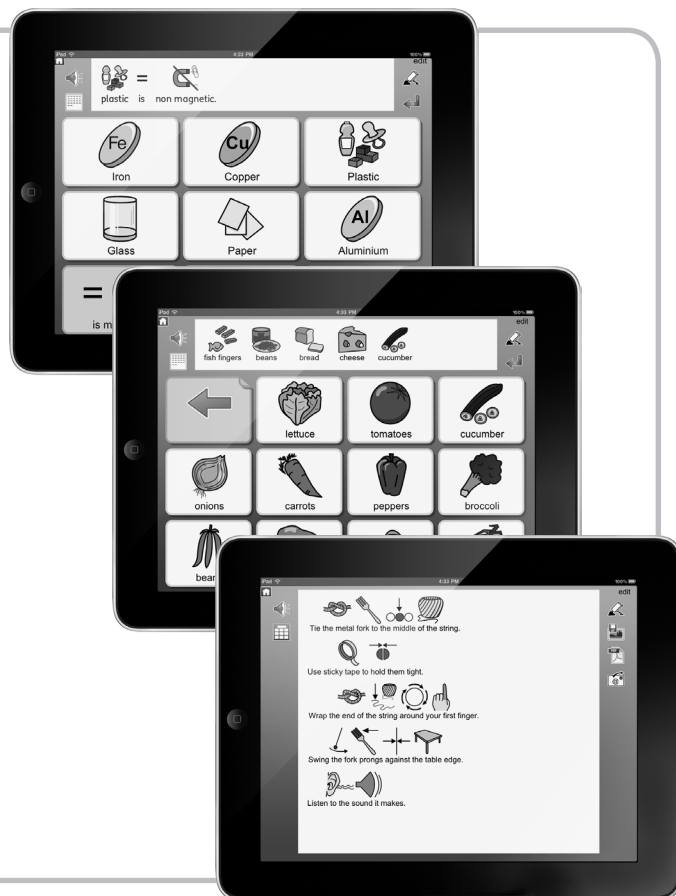 iPad 4:33 PM 100%
edit
plastic is non magnetic.
Fe Cu
Iron Copper Plastic
Al
Glass Paper Aluminium
=
is m
iPad 4:33 PM 100%
edit
fish fingers beans bread cheese cucumber
lettuce tomatoes cucumber
onions carrots peppers broccoli
bean
iPad 4:33 PM 100%
edit
Tie the metal fork to the middle of the string.
Use sticky tape to hold them tight.
Wrap the end of the string around your first finger.
Swing the fork prongs against the table edge.
Listen to the sound it makes.